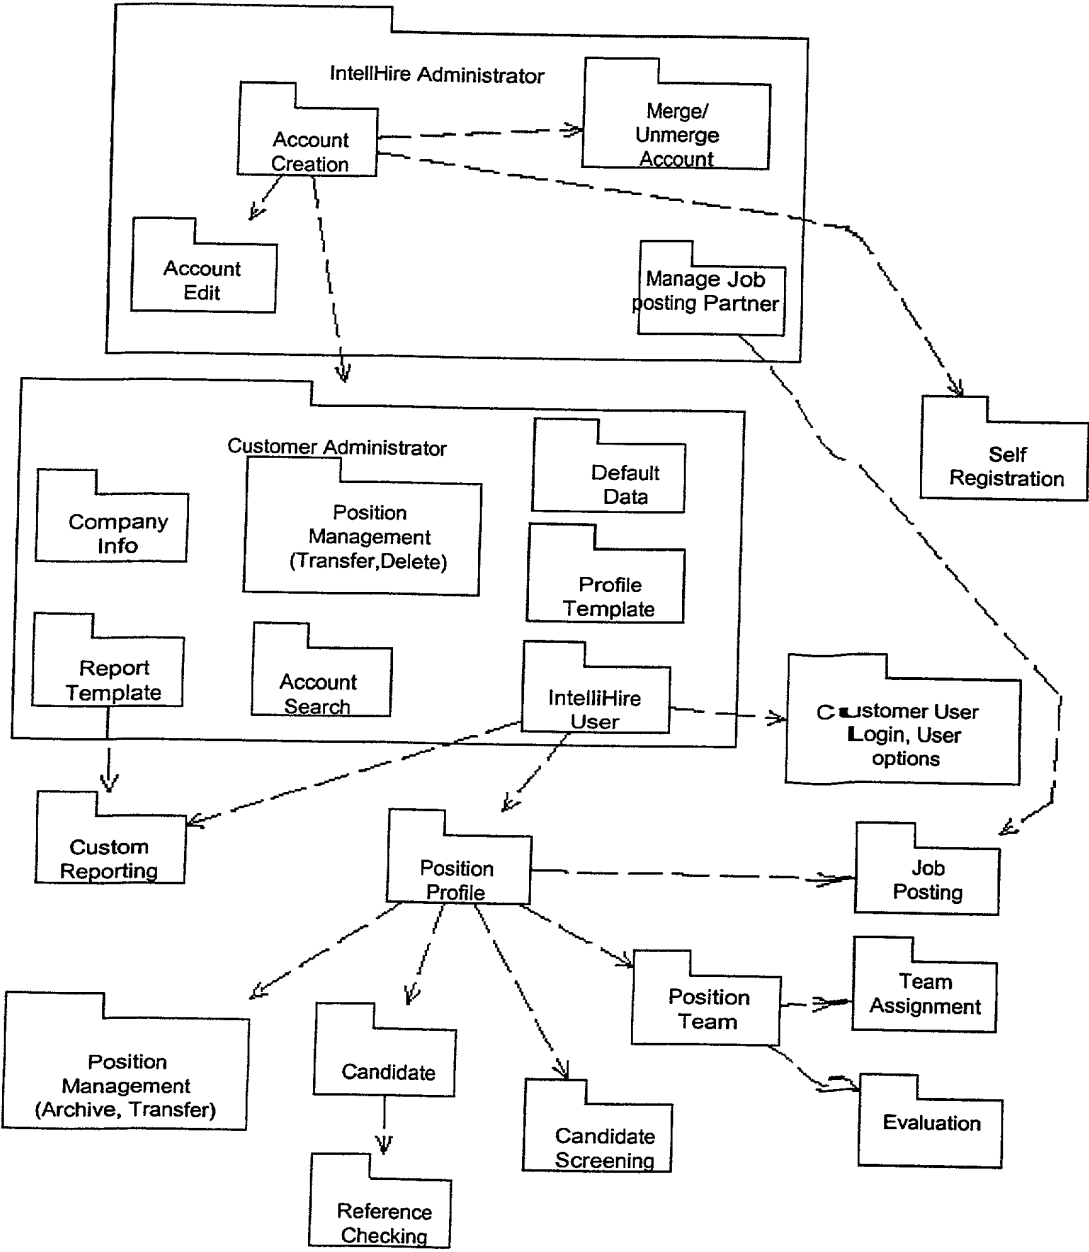 IntelliHire Administrator
Account
Creation
Merge/
Unmerge
Account
Account
Edit
Manage Job
posting Partner
Self
Registration
Customer Administrator
Company
Info
Position
Management
(Transfer,Delete)
Default
Data
Profile
Template
Report
Template
Account
Search
IntelliHire
User
Customer User
Login, User
options
Custom
Reporting
Position
Profile
Job
Posting
Position
Team
Team
Assignment
Position
Management
(Archive, Transfer)
Candidate
Candidate
Screening
Evaluation
Reference
Checking